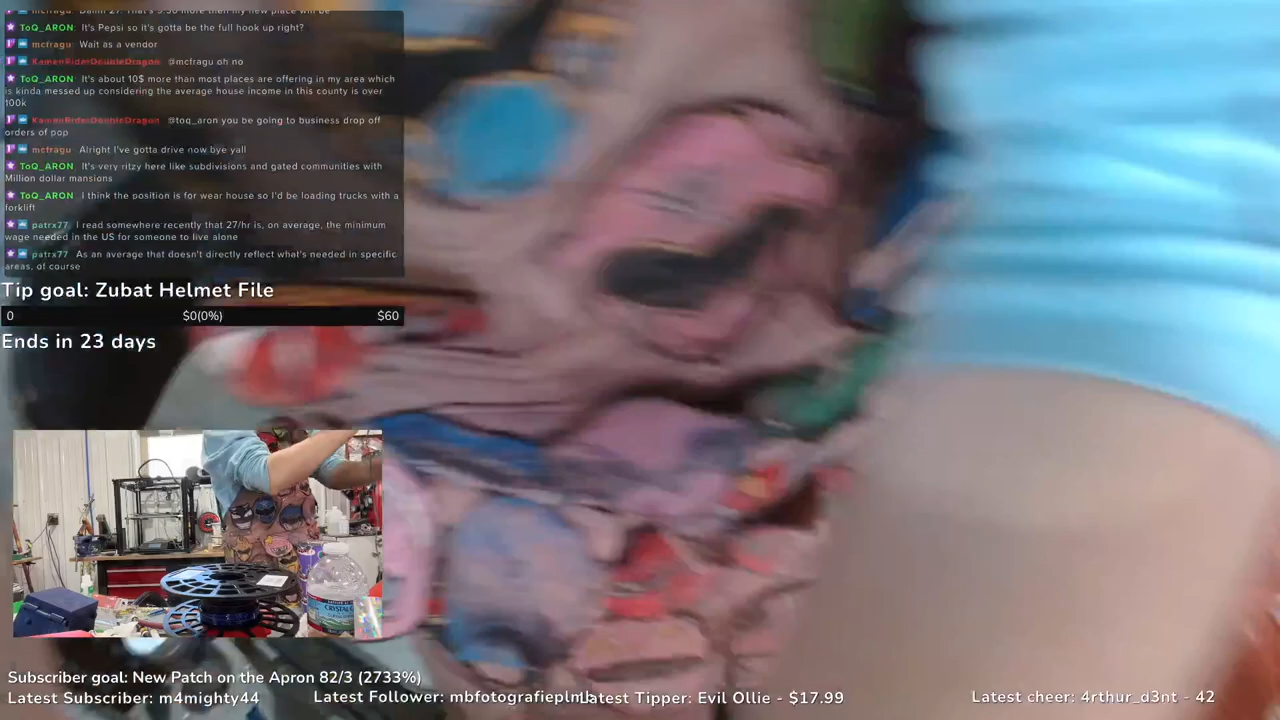 ToQ_ARON: It's Pepsi so it's gotta be the full hook up right?
mcfragu: Wait as a vendor
KamenRiderDoubleDragon: @mcfragu oh no
ToQ_ARON: It's about 10$ more than most places are offering in my area which
is kinda messed up considering the average house income in this county is over
100k
KamenRiderDoubleDragon: @toq_aron you be going to business drop off
orders of pop
mcfragu: Alright I've gotta drive now bye yall
ToQ_ARON: It's very ritzy here like subdivisions and gated communities with
Million dollar mansions
ToQ_ARON: I think the position is for wear house so I'd be loading trucks with a
forklift
patrx77: I read somewhere recently that 27/hr is, on average, the minimum
wage needed in the US for someone to live alone
patrx77: As an average that doesn't directly reflect what's needed in specific
areas, of course
Tip goal: Zubat Helmet File
0 $0(0%) $60
Ends in 23 days
CRYSTAL
Subscriber goal: New Patch on the Apron 82/3 (2733%)
Latest Subscriber: m4mighty44 Latest Follower: Latest Tipper: Evil Ollie - $17.99 Latest cheer: 4rthur_d3nt - 42